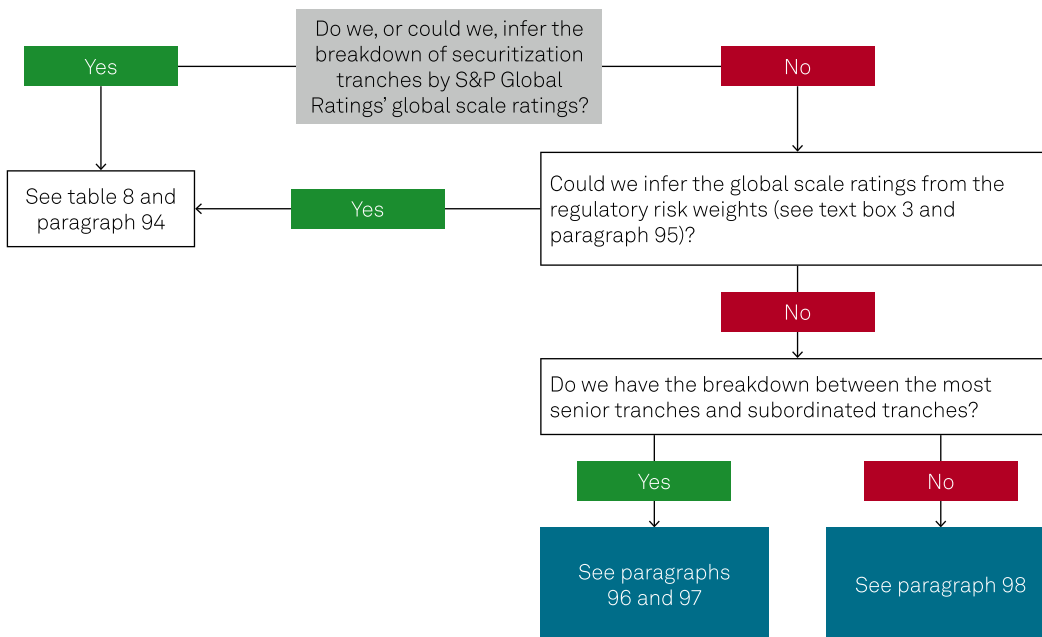 Do we, or could we, infer the
breakdown of securitization
tranches by S&P Global
Ratings’ global scale ratings?
Yes
No
See table 8 and
paragraph 94
Yes
Could we infer the global scale ratings from the
regulatory risk weights (see text box 3 and
paragraph 95)?
No
Do we have the breakdown between the most
senior tranches and subordinated tranches?
Yes
No
See paragraphs
96 and 97
See paragraph 98